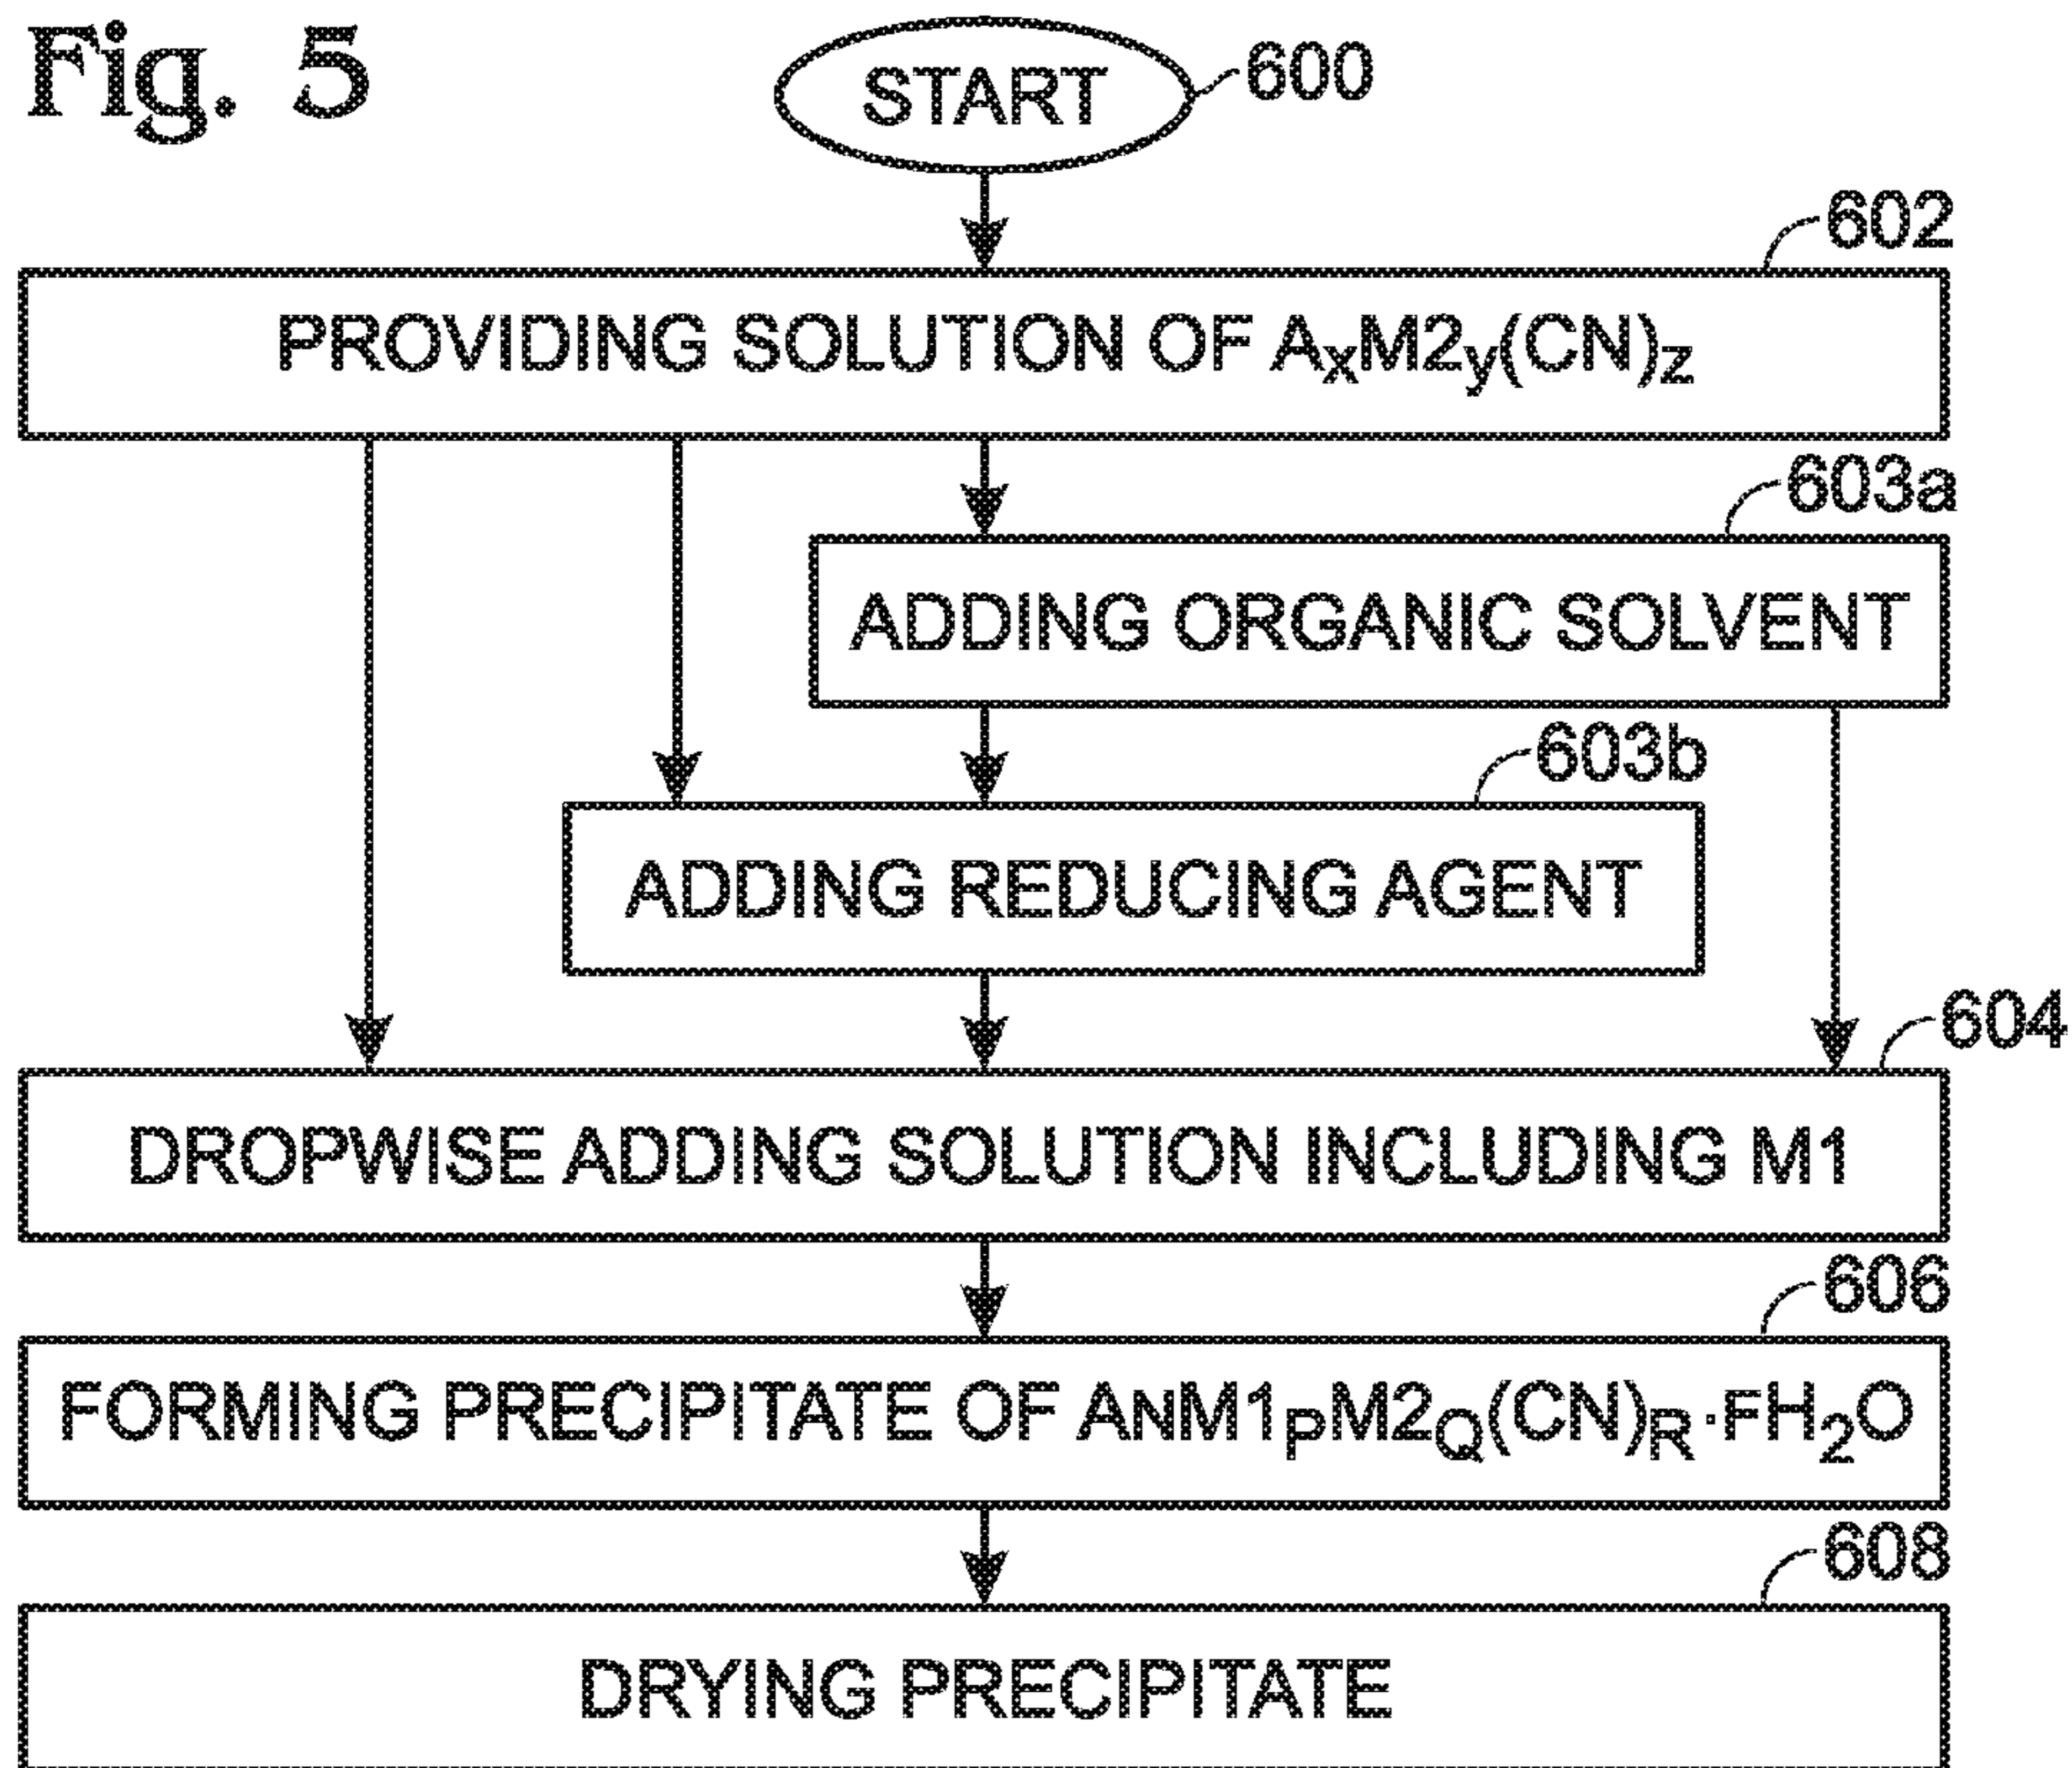 Fig. 5
START
600
602
PROVIDING SOLUTION OF AxM2y(CN)z
603a
ADDING ORGANIC SOLVENT
603b
ADDING REDUCING AGENT
604
DROPWISE ADDING SOLUTION INCLUDING M1
606
FORMING PRECIPITATE OF ANM1PM2Q(CN)R·FH2O
608
DRYING PRECIPITATE